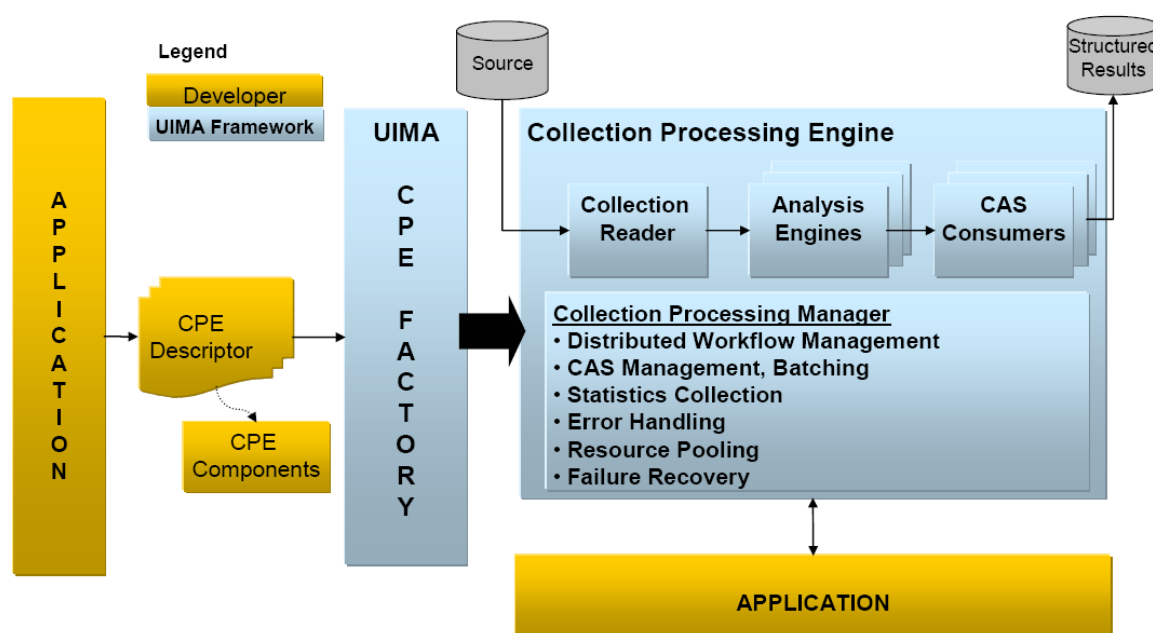 Legend
Developer
UIMA Framework
APPLICATION
CPE
Descriptor
CPE
Components
UIMA
CPE
FACTORY
Source
Structured
Results
Collection Processing Engine
Collection
Reader
Analysis
Engines
CAS
Consumers
Collection Processing Manager
• Distributed Workflow Management
• CAS Management, Batching
• Statistics Collection
• Error Handling
• Resource Pooling
• Failure Recovery
APPLICATION